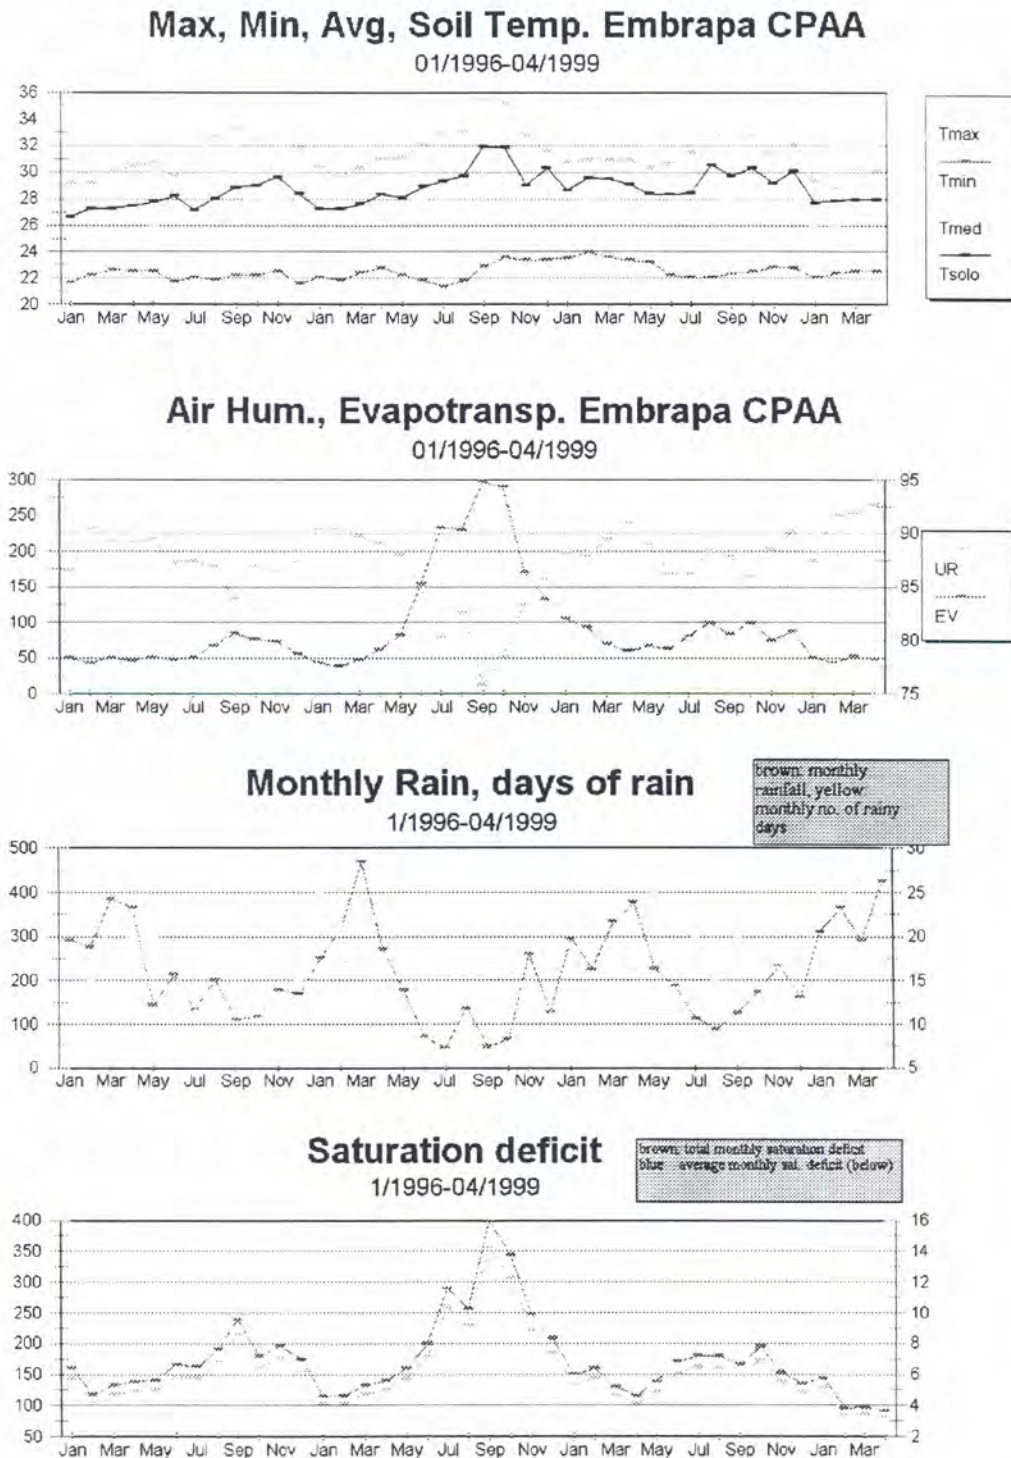 Max, Min, Avg, Soil Temp. Embrapa CPAA
01/1996-04/1999
36
34
32
30
28
26
24
22
20
Jan Mar May Jul Sep Nov Jan Mar May Jul Sep Nov Jan Mar May Jul Sep Nov Jan Mar
Tmax
Tmin
Tmed
Tsolo
Air Hum., Evapotransp. Embrapa CPAA
01/1996-04/1999
300
250
200
150
100
50
0
95
90
85
80
75
Jan Mar May Jul Sep Nov Jan Mar May Jul Sep Nov Jan Mar May Jul Sep Nov Jan Mar
UR
EV
Monthly Rain, days of rain
1/1996-04/1999
brown: monthly
rainfall, yellow:
monthly no. of rainy
days
500
400
300
200
100
0
30
25
20
15
10
5
Jan Mar May Jul Sep Nov Jan Mar May Jul Sep Nov Jan Mar May Jul Sep Nov Jan Mar
Saturation deficit
1/1996-04/1999
brown: total monthly saturation deficit
blue average monthly sat. deficit (below)
400
350
300
250
200
150
100
50
16
14
12
10
8
6
4
2
Jan Mar May Jul Sep Nov Jan Mar May Jul Sep Nov Jan Mar May Jul Sep Nov Jan Mar